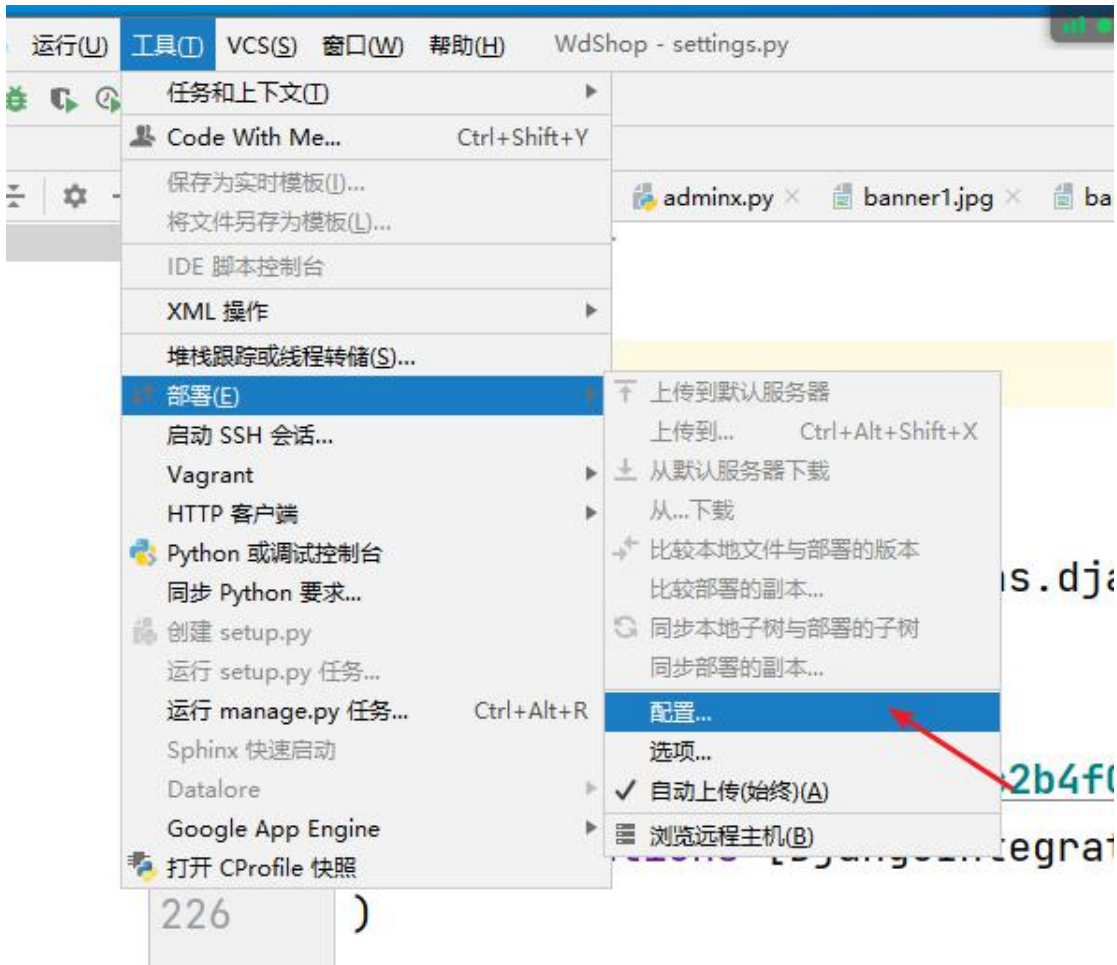 运行(U) 工具(T) VCS(S) 窗口(W) 帮助(H) WdShop - settings.py
任务和上下文(T)
Code With Me... Ctrl+Shift+Y
保存为实时模板(I)...
adminx.py banner1.jpg ba
将文件另存为模板(L)...
IDE 脚本控制台
XML 操作
堆栈跟踪或线程转储(S)...
部署(E)
启动 SSH 会话...
Vagrant
HTTP 客户端
Python 或调试控制台
同步 Python 要求...
创建 setup.py
运行 setup.py 任务...
运行 manage.py 任务... Ctrl+Alt+R
Sphinx 快速启动
Datalore
Google App Engine
打开 CProfile 快照
上传到默认服务器
上传到... Ctrl+Alt+Shift+X
从默认服务器下载
从...下载
比较本地文件与部署的版本
比较部署的副本...
同步本地子树与部署的子树
同步部署的副本...
配置...
选项...
自动上传(始终)(A)
浏览远程主机(B)
ns.dja
2b4f0
egrat
226 )